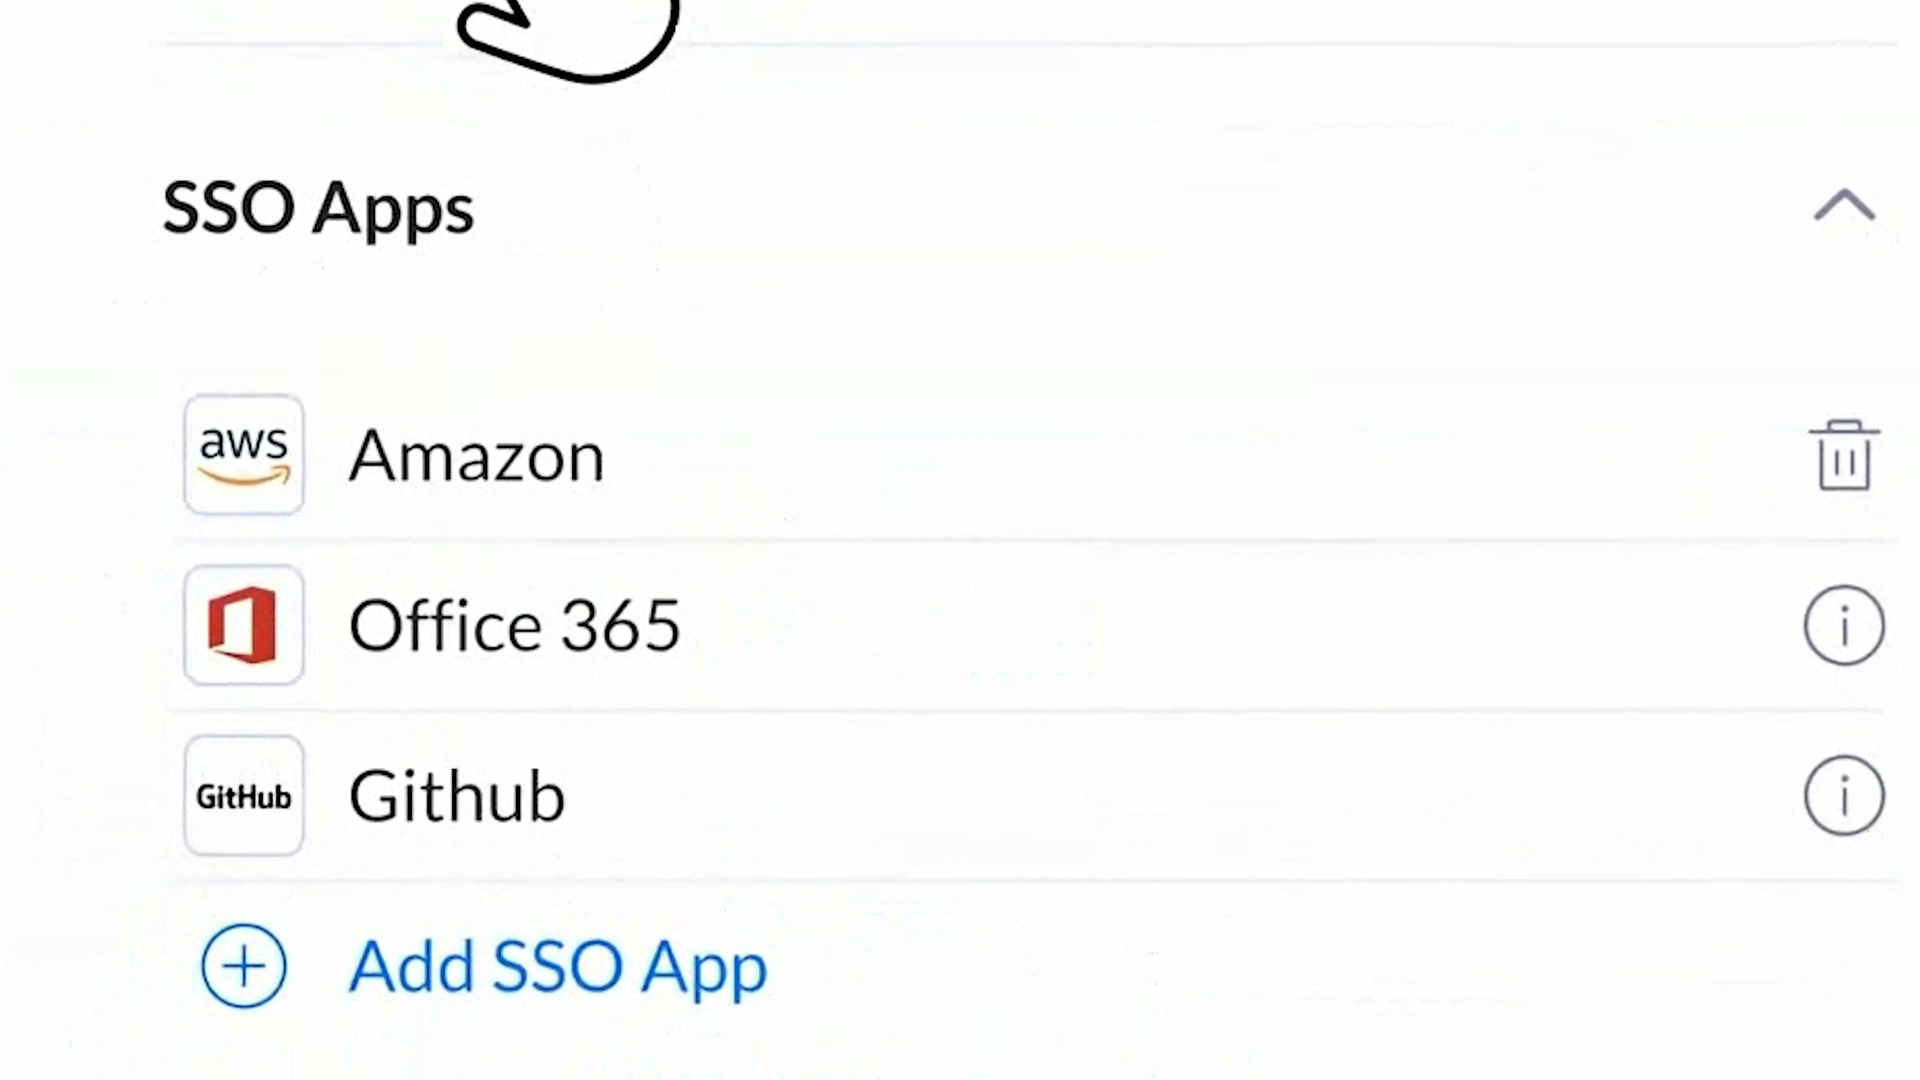 SSO Apps
aws Amazon
Office 365
GitHub Github
Add SSO App